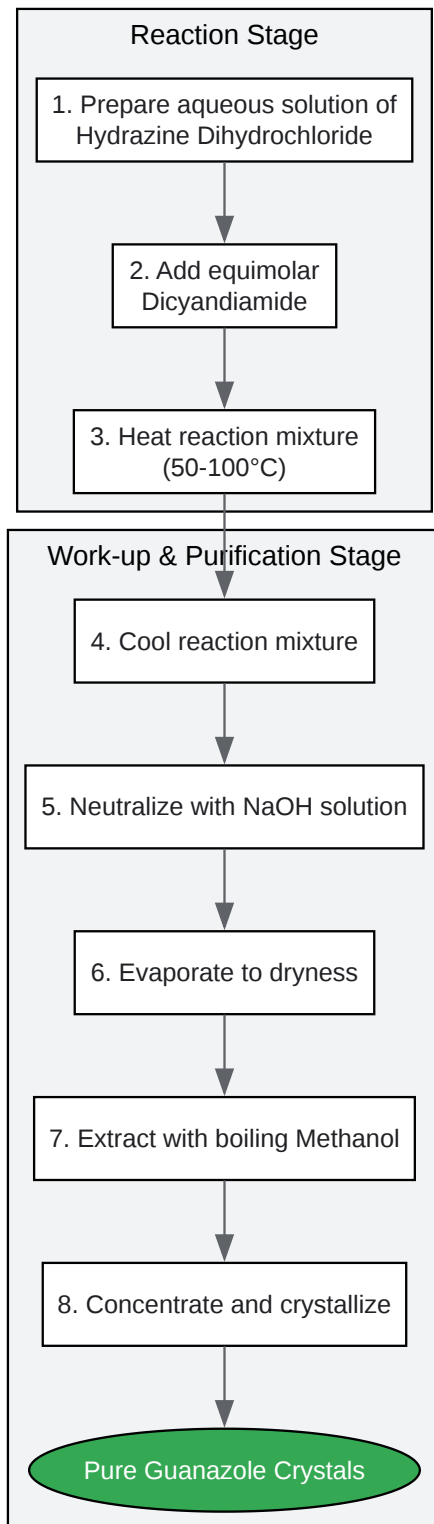 Reaction Stage
1. Prepare aqueous solution of
Hydrazine Dihydrochloride
2. Add equimolar
Dicyandiamide
3. Heat reaction mixture
(50-100°C)
Work-up & Purification Stage
4. Cool reaction mixture
5. Neutralize with NaOH solution
6. Evaporate to dryness
7. Extract with boiling Methanol
8. Concentrate and crystallize
Pure Guanazole Crystals